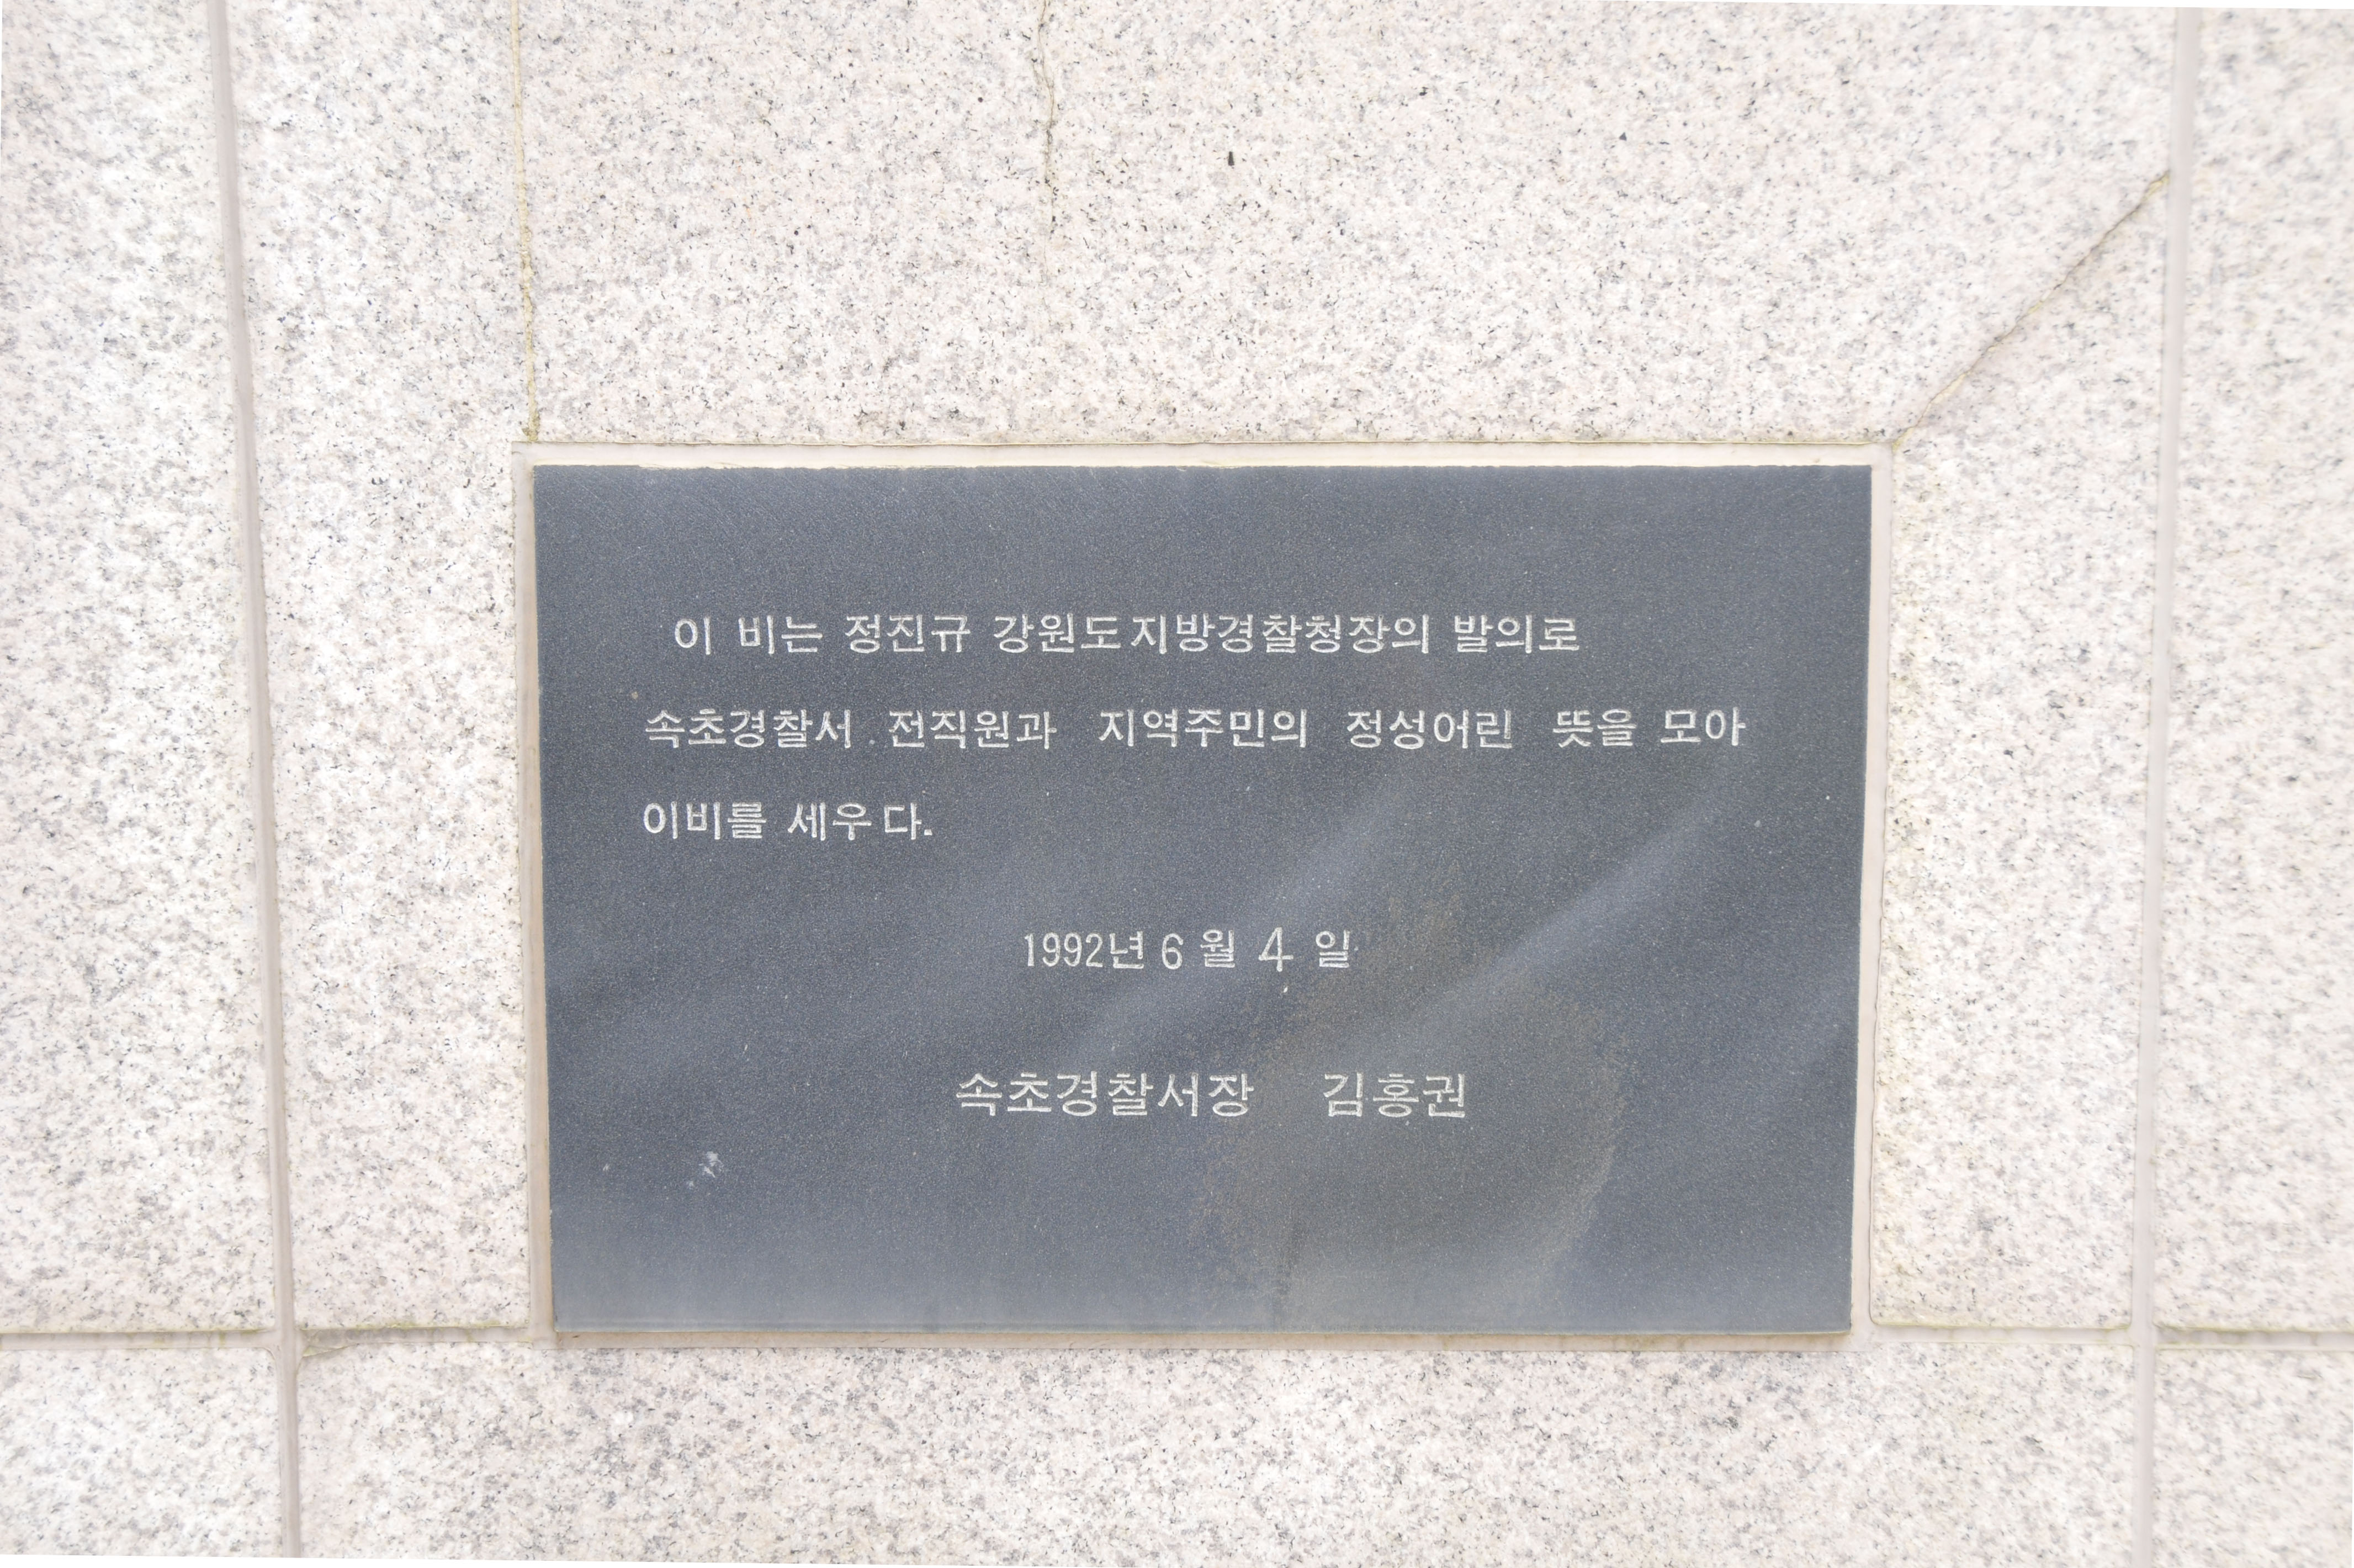 이 비는 정진규 강원도지방경찰청장의 발의로
속초경찰서 전직원과 지역주민의 정성어린 뜻을 모아
이비를 세우다.
1992년 6월 4일
속초경찰서장 김홍권